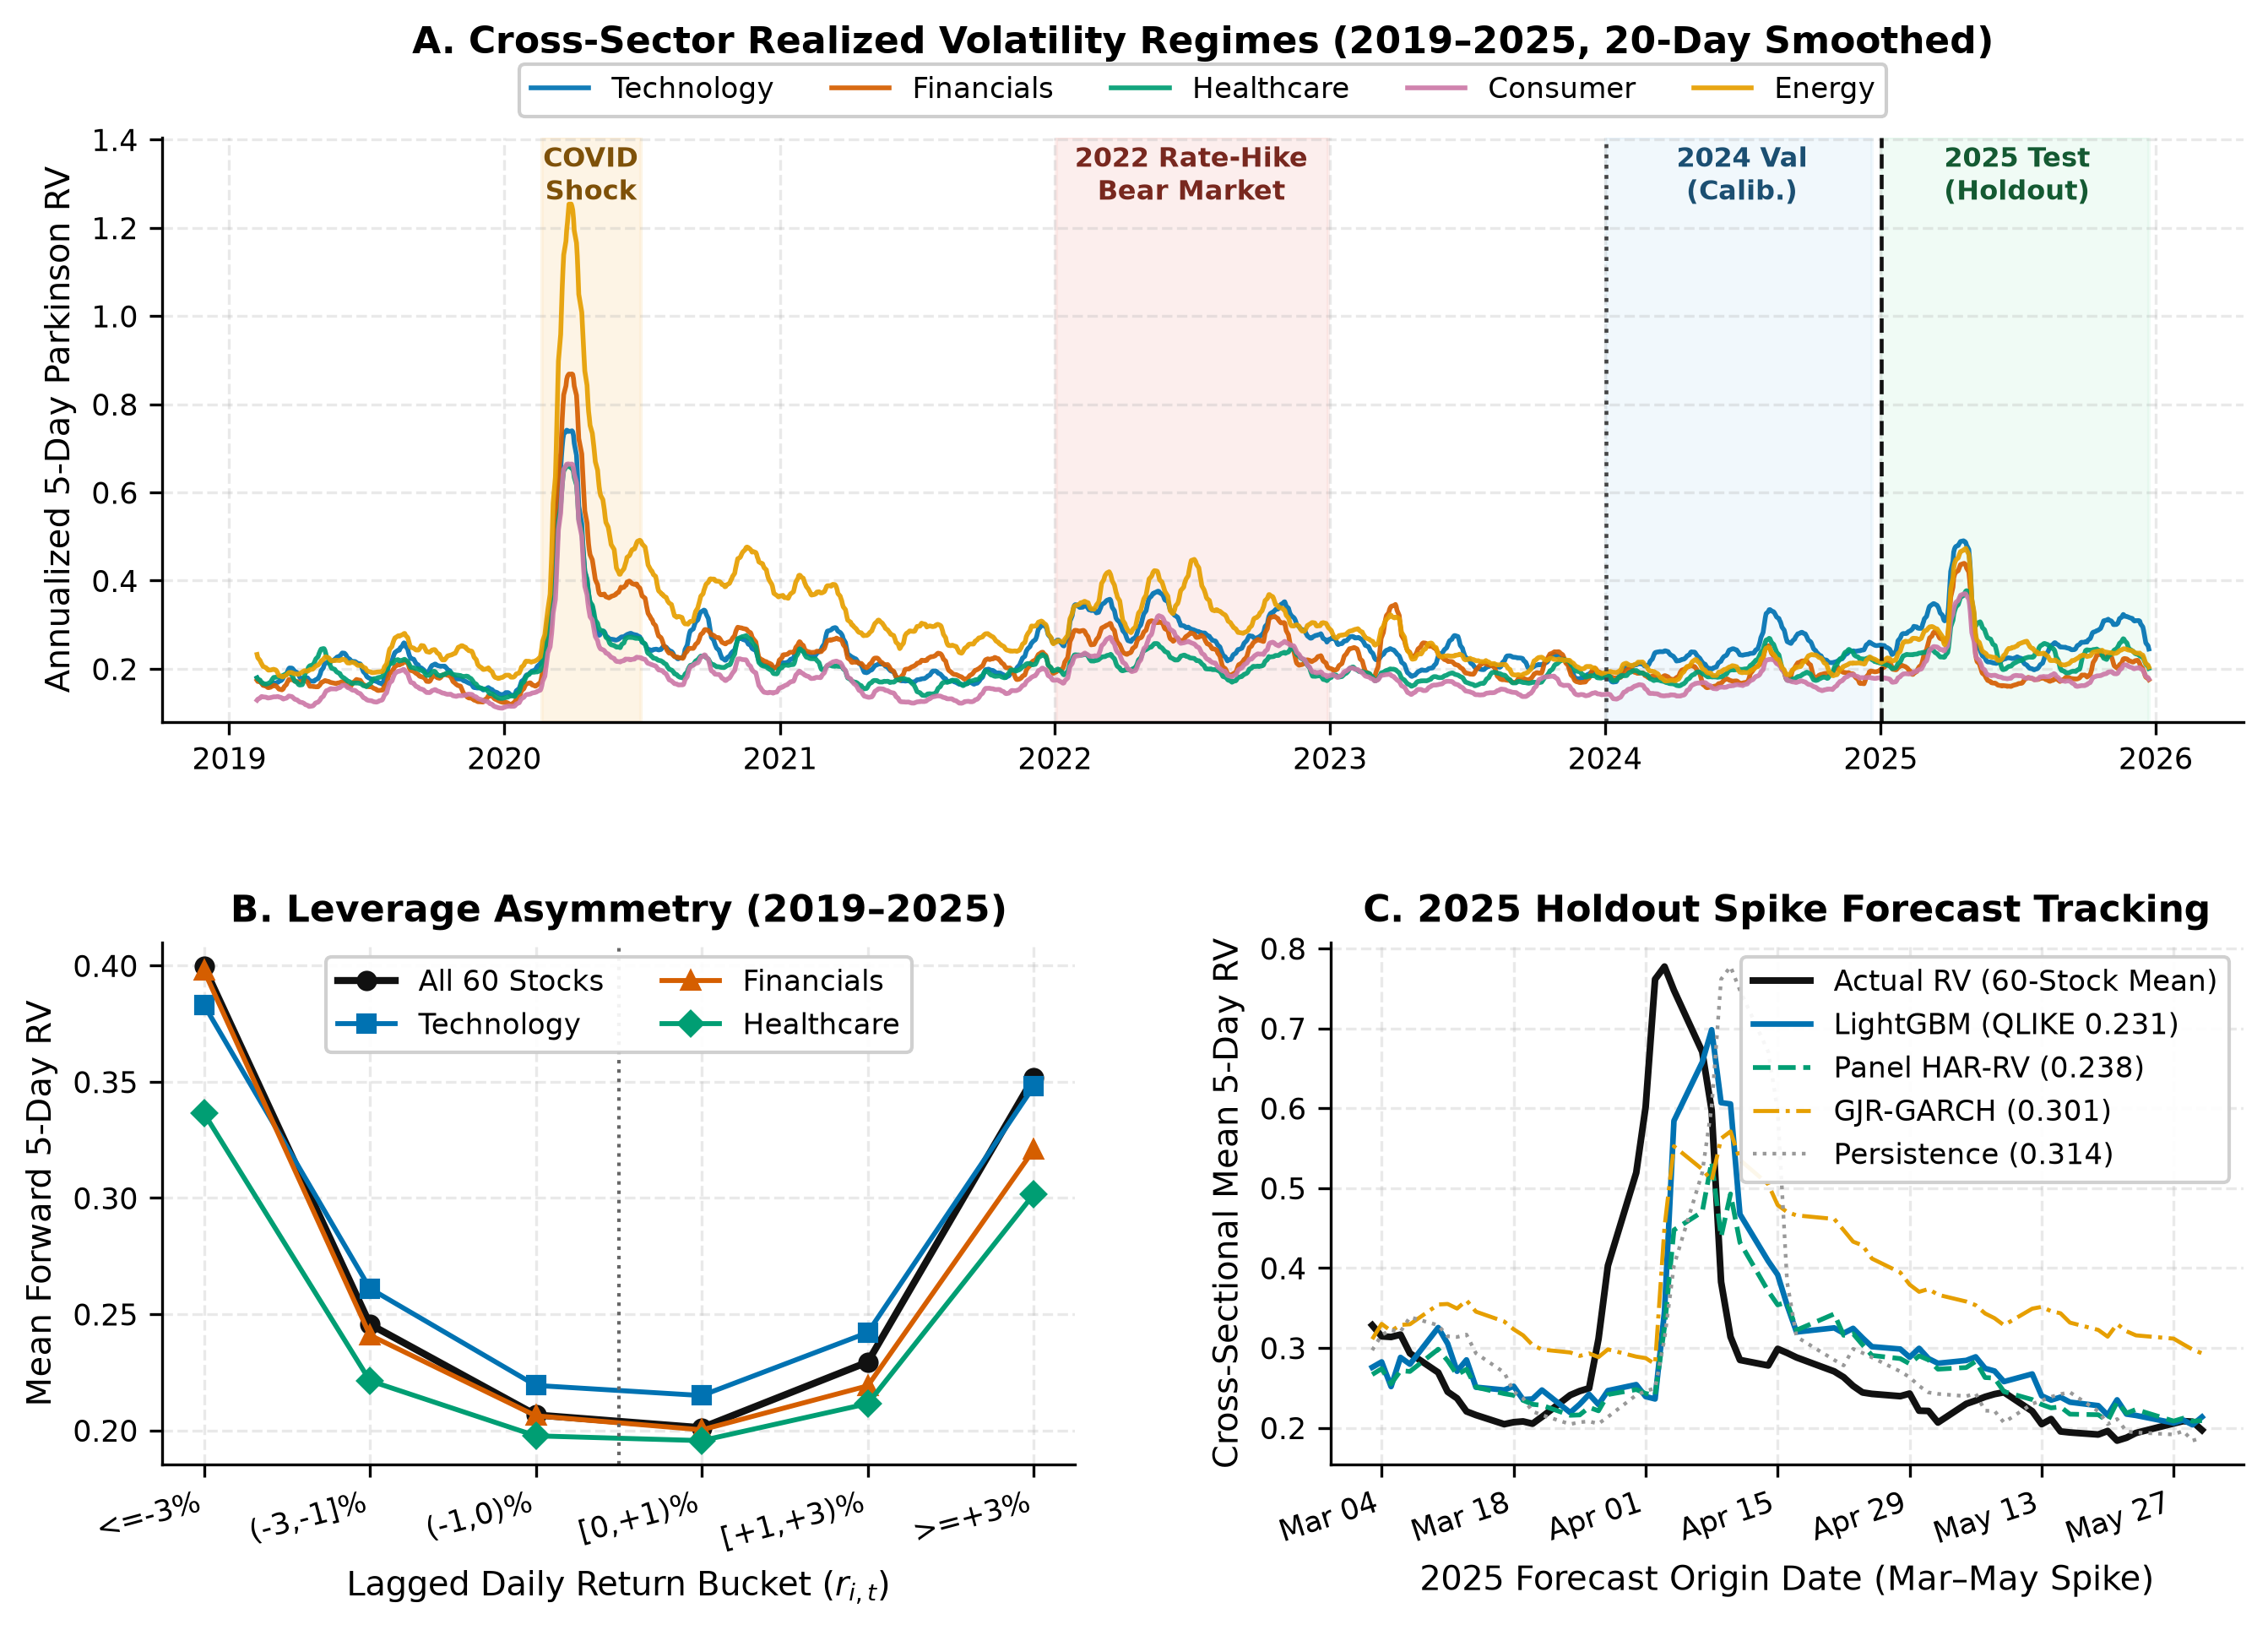 A. Cross-Sector Realized Volatility Regimes (2019–2025, 20-Day Smoothed)
Technology Financials Healthcare Consumer Energy
Annualized 5-Day Parkinson RV
1.4
1.2
1.0
0.8
0.6
0.4
0.2
COVID
Shock
2022 Rate-Hike
Bear Market
2024 Val
(Calib.)
2025 Test
(Holdout)
2019 2020 2021 2022 2023 2024 2025 2026
B. Leverage Asymmetry (2019–2025)
Mean Forward 5-Day RV
0.40
0.35
0.30
0.25
0.20
All 60 Stocks Financials
Technology Healthcare
<=-3% (-3,-1]% (-1,0)% [0,+1)% [+1,+3)% >=+3%
Lagged Daily Return Bucket (r_{i,t})
C. 2025 Holdout Spike Forecast Tracking
Cross-Sectional Mean 5-Day RV
0.8
0.7
0.6
0.5
0.4
0.3
0.2
Actual RV (60-Stock Mean)
LightGBM (QLIKE 0.231)
Panel HAR-RV (0.238)
GJR-GARCH (0.301)
Persistence (0.314)
Mar 04 Mar 18 Apr 01 Apr 15 Apr 29 May 13 May 27
2025 Forecast Origin Date (Mar–May Spike)